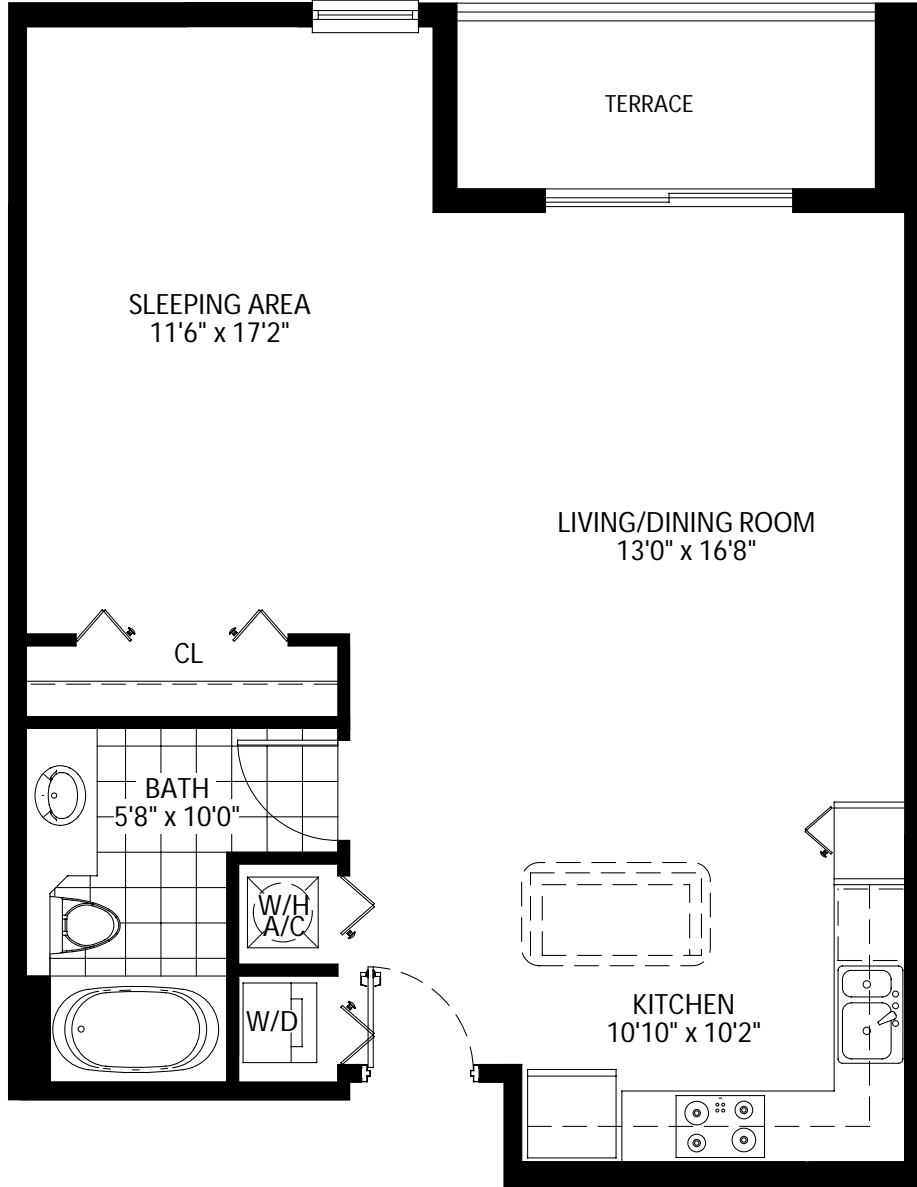 TERRACE
SLEEPING AREA
11'6" x 17'2"
LIVING/DINING ROOM
13'0" x 16'8"
CL
BATH
5'8" x 10'0"
W/H
A/C
W/D
KITCHEN
10'10" x 10'2"